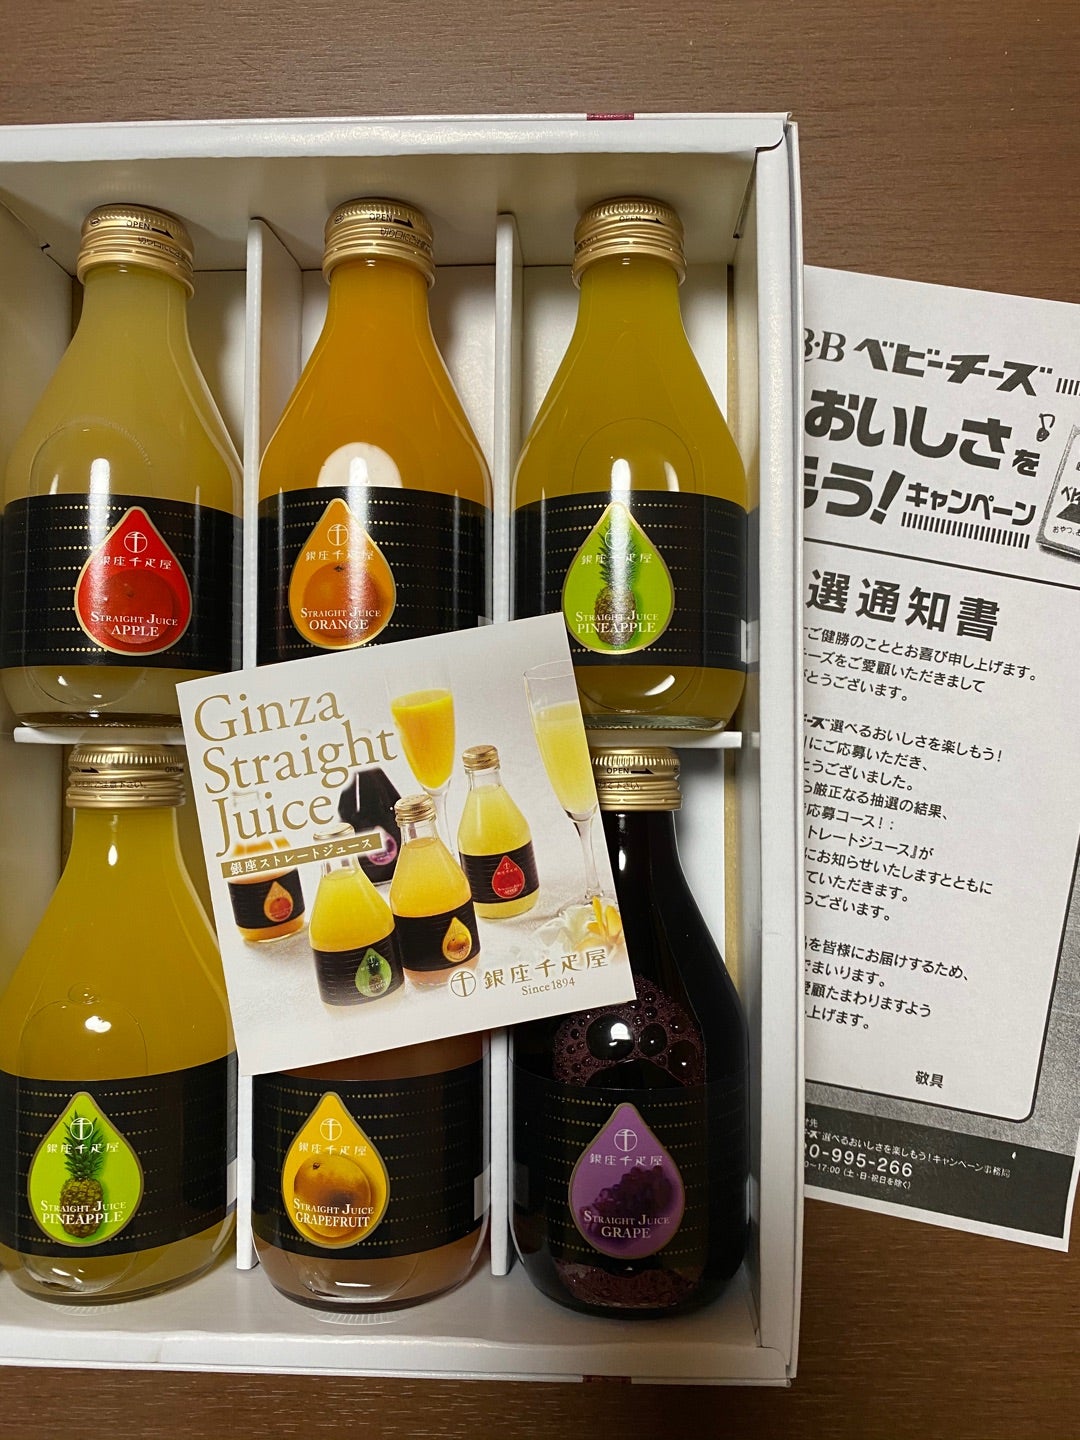 OPEN
OPEN
OPEN
銀座千疋屋
STRAIGHT JUICE
APPLE
銀座千疋屋
STRAIGHT JUICE
ORANGE
銀座千疋屋
STRAIGHT JUICE
PINEAPPLE
Ginza
Straight
Juice
銀座ストレートジュース
銀座千疋屋
Since 1894
OPEN
銀座千疋屋
STRAIGHT JUICE
PINEAPPLE
STRAIGHT JUICE
GRAPEFRUIT
銀座千疋屋
銀座千疋屋
STRAIGHT JUICE
GRAPE
B・B ベビーチーズ
おいしさを
う!キャンペーン
選通知書
ご健勝のこととお喜び申し上げます。
チーズをご愛顧いただきまして
とうございます。
選べるおいしさを楽しもう!
にご応募いただき、
とうございました。
厳正なる抽選の結果、
応募コース!:
トレートジュース』が
にお知らせいたしますとともに
ていただきます。
うございます。
を皆様にお届けするため、
まいります。
愛顧たまわりますよう
上げます。
敬具
選べるおいしさを楽しもう!キャンペーン事務局
0-995-266
0〜17:00(土・日・祝日を除く)